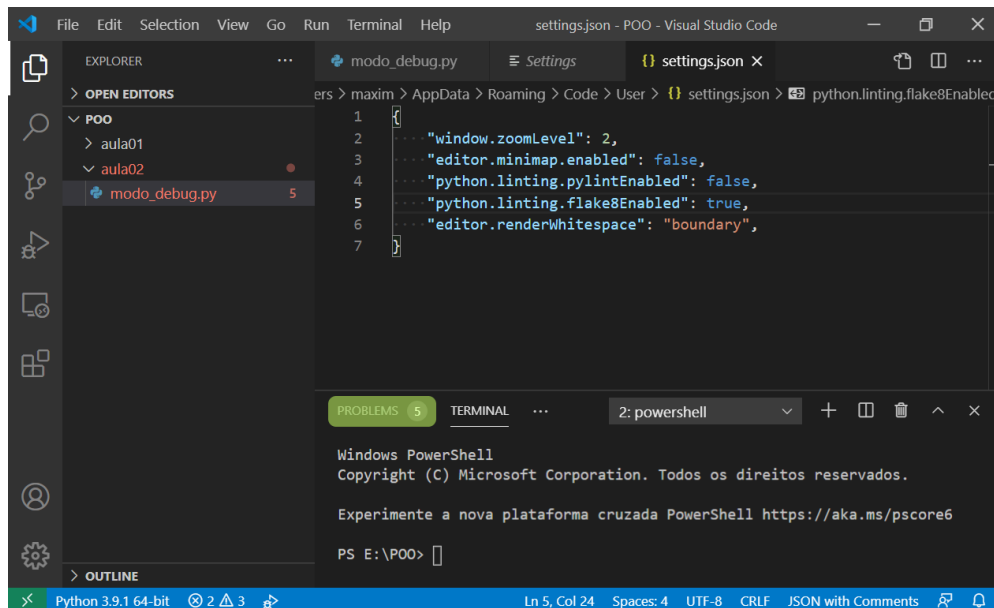 File Edit Selection View Go Run Terminal Help settings.json - POO - Visual Studio Code
EXPLORER ...
modo_debug.py Settings {} settings.json
OPEN EDITORS
ers > maxim > AppData > Roaming > Code > User > {} settings.json > python.linting.flake8Enabled
POO
aula01
aula02
modo_debug.py 5
1 {
2 ····"window.zoomLevel": 2,
3 ····"editor.minimap.enabled": false,
4 ····"python.linting.pylintEnabled": false,
5 ····"python.linting.flake8Enabled": true,
6 ····"editor.renderWhitespace": "boundary",
7 }
PROBLEMS 5 TERMINAL ... 2: powershell
Windows PowerShell
Copyright (C) Microsoft Corporation. Todos os direitos reservados.
Experimente a nova plataforma cruzada PowerShell https://aka.ms/pscore6
PS E:\POO>
OUTLINE
Python 3.9.1 64-bit 2 3 Ln 5, Col 24 Spaces: 4 UTF-8 CRLF JSON with Comments